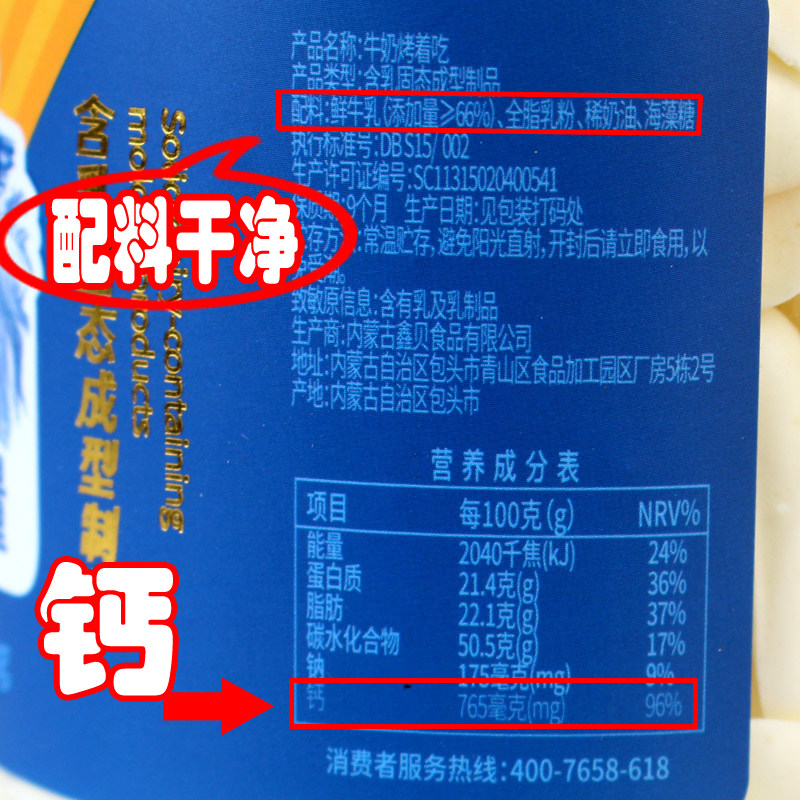 产品名称:牛奶烤着吃
产品类型:含乳固态成型制品
配料:鲜牛乳(添加量≥66%)、全脂乳粉、稀奶油、海藻糖
执行标准号:DBS15/ 002
生产许可证编号:SC11315020400541
保质期:9个月 生产日期:见包装打码处
存方 :常温贮存,避免阳光直射,开封后请立即食用,以
致敏原信息:含有乳及乳制品
生产商:内蒙古鑫贝食品有限公司
地址:内蒙古自治区包头市青山区食品加工园区厂房5栋2号
产地:内蒙古自治区包头市
配料干净
含
态成型制
ry-containing
钙
营养成分表
项目 每100克(g) NRV%
能量 2040千焦(kJ) 24%
蛋白质 21.4克(g) 36%
脂肪 22.1克(g) 37%
碳水化合物 50.5克(g) 17%
钠 175毫克(mg) 9%
钙 765毫克(mg) 96%
消费者服务热线:400-7658-618